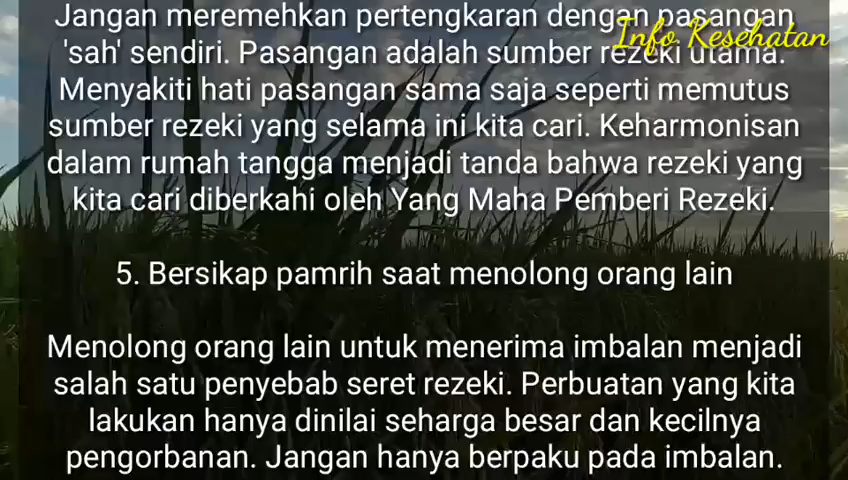 Jangan meremehkan pertengkaran dengan pasangan
Info Kesehatan
'sah' sendiri. Pasangan adalah sumber rezeki utama.
Menyakiti hati pasangan sama saja seperti memutus
sumber rezeki yang selama ini kita cari. Keharmonisan
dalam rumah tangga menjadi tanda bahwa rezeki yang
kita cari diberkahi oleh Yang Maha Pemberi Rezeki.
5. Bersikap pamrih saat menolong orang lain
Menolong orang lain untuk menerima imbalan menjadi
salah satu penyebab seret rezeki. Perbuatan yang kita
lakukan hanya dinilai seharga besar dan kecilnya
pengorbanan. Jangan hanya berpaku pada imbalan.